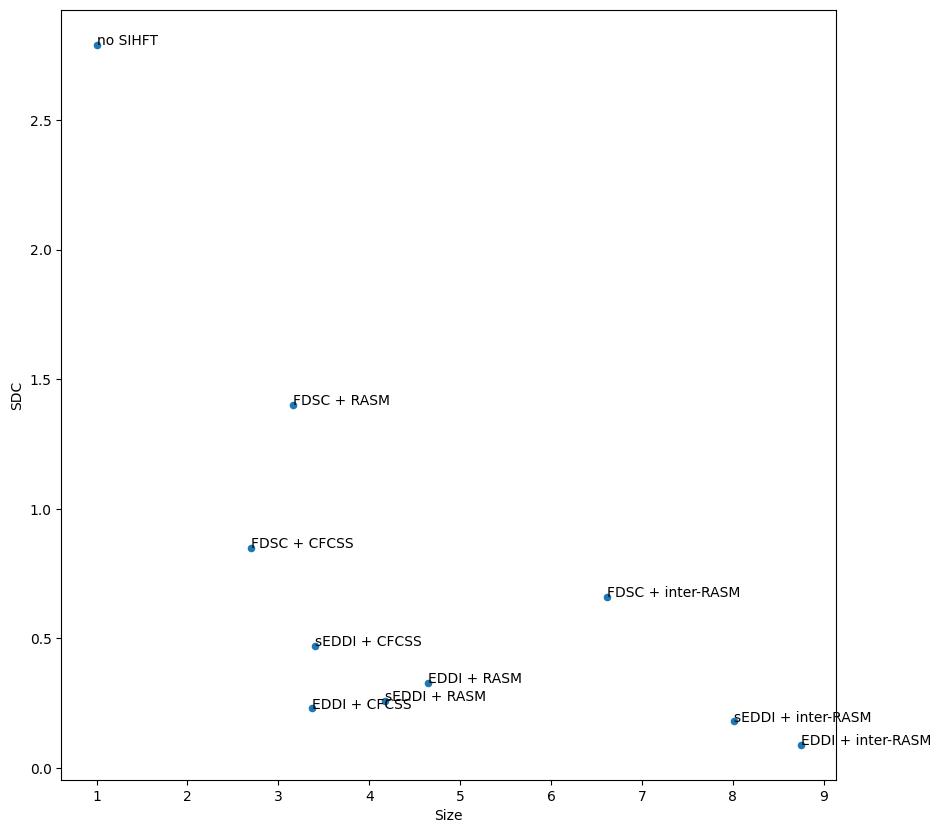 no SIHFT
2.5
2.0
1.5
FDSC + RASM
SDC
1.0
FDSC + CFCSS
FDSC + inter-RASM
0.5
sEDDI + CFCSS
EDDI + RASM
sEDDI + RASM
EDDI + CFCSS
sEDDI + inter-RASM
EDDI + inter-RASM
0.0
1 2 3 4 5 6 7 8 9
Size